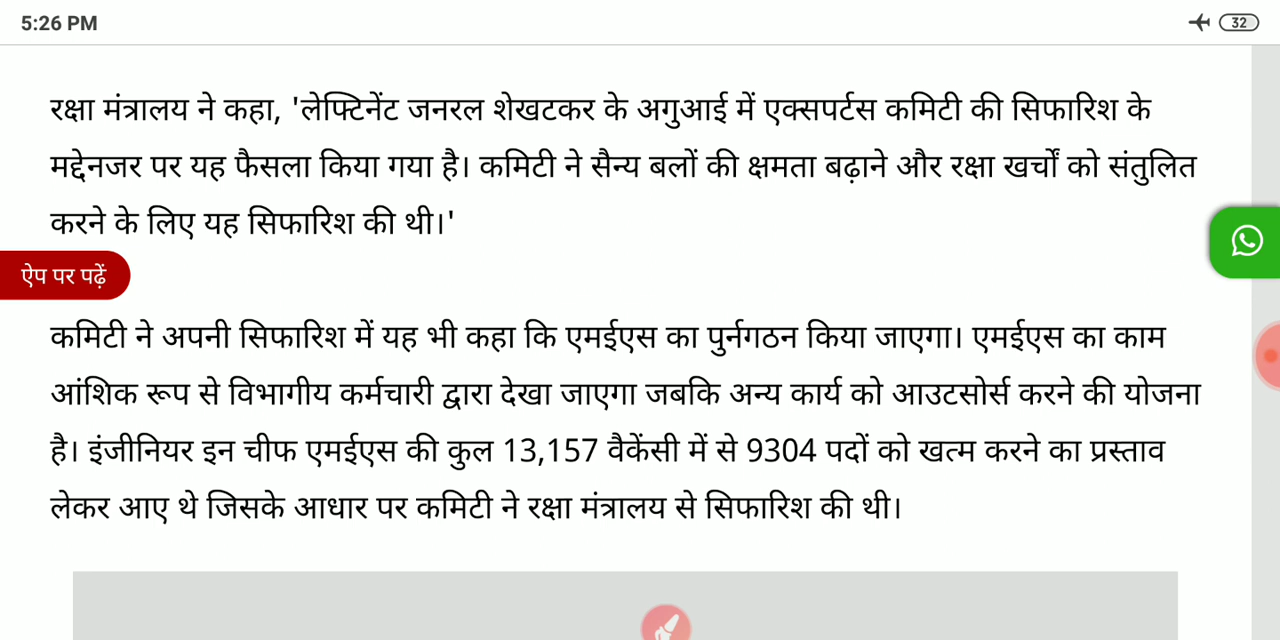 5:26 PM
32
रक्षा मंत्रालय ने कहा, 'लेफ्टिनेंट जनरल शेखटकर के अगुआई में एक्सपर्टस कमिटी की सिफारिश के
मद्देनजर पर यह फैसला किया गया है। कमिटी ने सैन्य बलों की क्षमता बढ़ाने और रक्षा खर्चों को संतुलित
करने के लिए यह सिफारिश की थी।'
ऐप पर पढ़ें
कमिटी ने अपनी सिफारिश में यह भी कहा कि एमईएस का पुर्नगठन किया जाएगा। एमईएस का काम
आंशिक रूप से विभागीय कर्मचारी द्वारा देखा जाएगा जबकि अन्य कार्य को आउटसोर्स करने की योजना
है। इंजीनियर इन चीफ एमईएस की कुल 13,157 वैकेंसी में से 9304 पदों को खत्म करने का प्रस्ताव
लेकर आए थे जिसके आधार पर कमिटी ने रक्षा मंत्रालय से सिफारिश की थी।